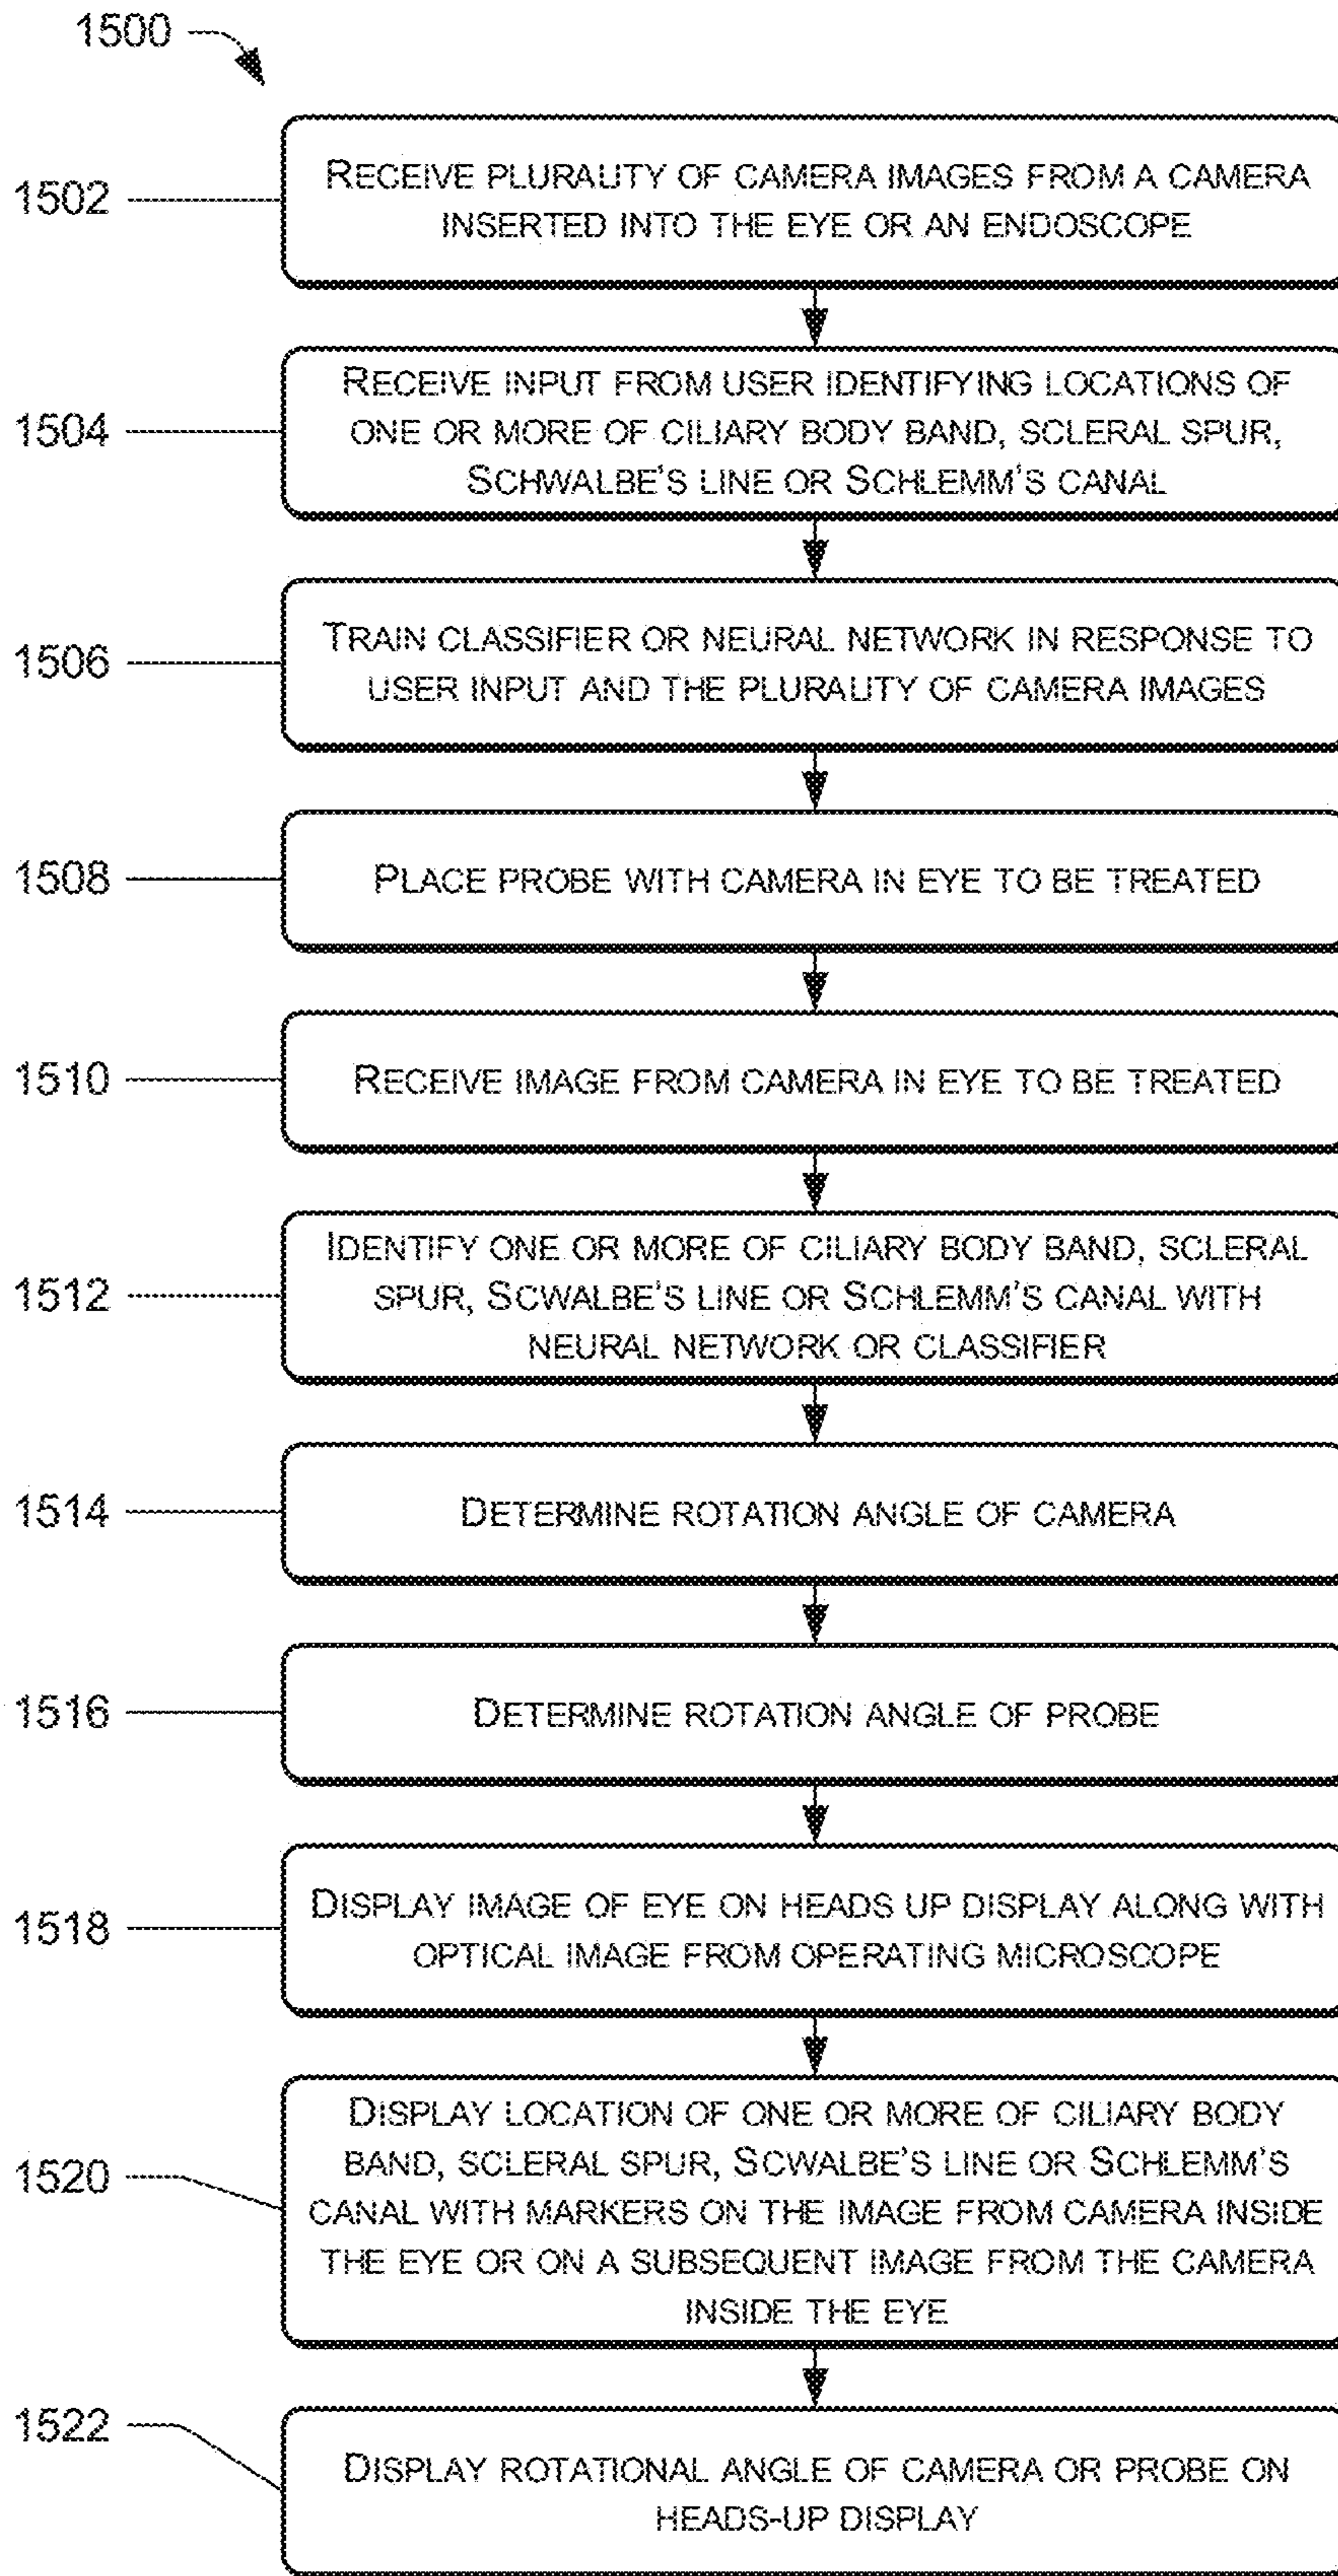 1500
1502
RECEIVE PLURALITY OF CAMERA IMAGES FROM A CAMERA
INSERTED INTO THE EYE OR AN ENDOSCOPE
1504
RECEIVE INPUT FROM USER IDENTIFYING LOCATIONS OF
ONE OR MORE OF CILIARY BODY BAND, SCLERAL SPUR,
SCHWALBE'S LINE OR SCHLEMM'S CANAL
1506
TRAIN CLASSIFIER OR NEURAL NETWORK IN RESPONSE TO
USER INPUT AND THE PLURALITY OF CAMERA IMAGES
1508
PLACE PROBE WITH CAMERA IN EYE TO BE TREATED
1510
RECEIVE IMAGE FROM CAMERA IN EYE TO BE TREATED
1512
IDENTIFY ONE OR MORE OF CILIARY BODY BAND, SCLERAL
SPUR, SCWALBE'S LINE OR SCHLEMM'S CANAL WITH
NEURAL NETWORK OR CLASSIFIER
1514
DETERMINE ROTATION ANGLE OF CAMERA
1516
DETERMINE ROTATION ANGLE OF PROBE
1518
DISPLAY IMAGE OF EYE ON HEADS UP DISPLAY ALONG WITH
OPTICAL IMAGE FROM OPERATING MICROSCOPE
1520
DISPLAY LOCATION OF ONE OR MORE OF CILIARY BODY
BAND, SCLERAL SPUR, SCWALBE'S LINE OR SCHLEMM'S
CANAL WITH MARKERS ON THE IMAGE FROM CAMERA INSIDE
THE EYE OR ON A SUBSEQUENT IMAGE FROM THE CAMERA
INSIDE THE EYE
1522
DISPLAY ROTATIONAL ANGLE OF CAMERA OR PROBE ON
HEADS-UP DISPLAY